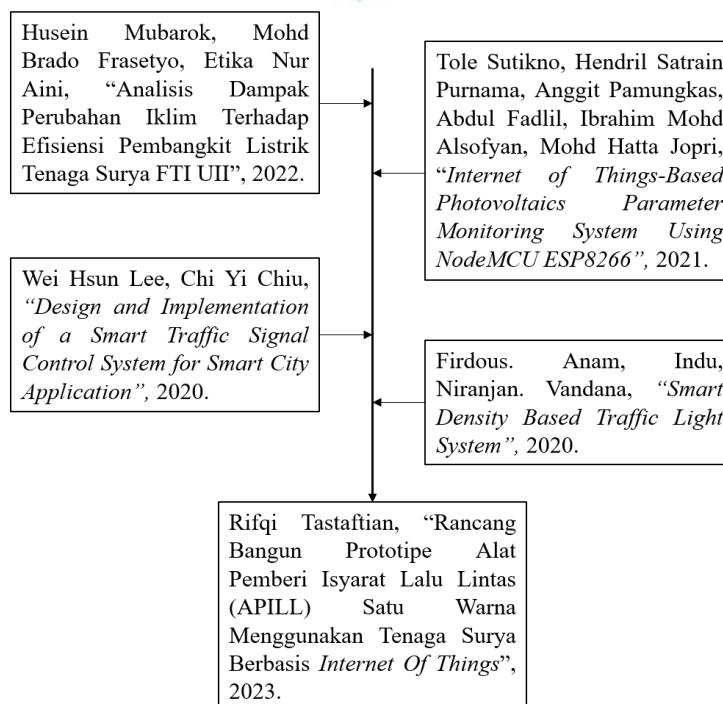 Husein Mubarok, Mohd
Brado Frasetyo, Etika Nur
Aini, “Analisis Dampak
Perubahan Iklim Terhadap
Efisiensi Pembangkit Listrik
Tenaga Surya FTI UII”, 2022.
Tole Sutikno, Hendril Satrain
Purnama, Anggit Pamungkas,
Abdul Fadlil, Ibrahim Mohd
Alsofyan, Mohd Hatta Jopri,
“Internet of Things-Based
Photovoltaics Parameter
Monitoring System Using
NodeMCU ESP8266”, 2021.
Wei Hsun Lee, Chi Yi Chiu,
“Design and Implementation
of a Smart Traffic Signal
Control System for Smart City
Application”, 2020.
Firdous. Anam, Indu,
Niranjan. Vandana, “Smart
Density Based Traffic Light
System”, 2020.
Rifqi Tastaftian, “Rancang
Bangun Prototipe Alat
Pemberi Isyarat Lalu Lintas
(APILL) Satu Warna
Menggunakan Tenaga Surya
Berbasis Internet Of Things”,
2023.